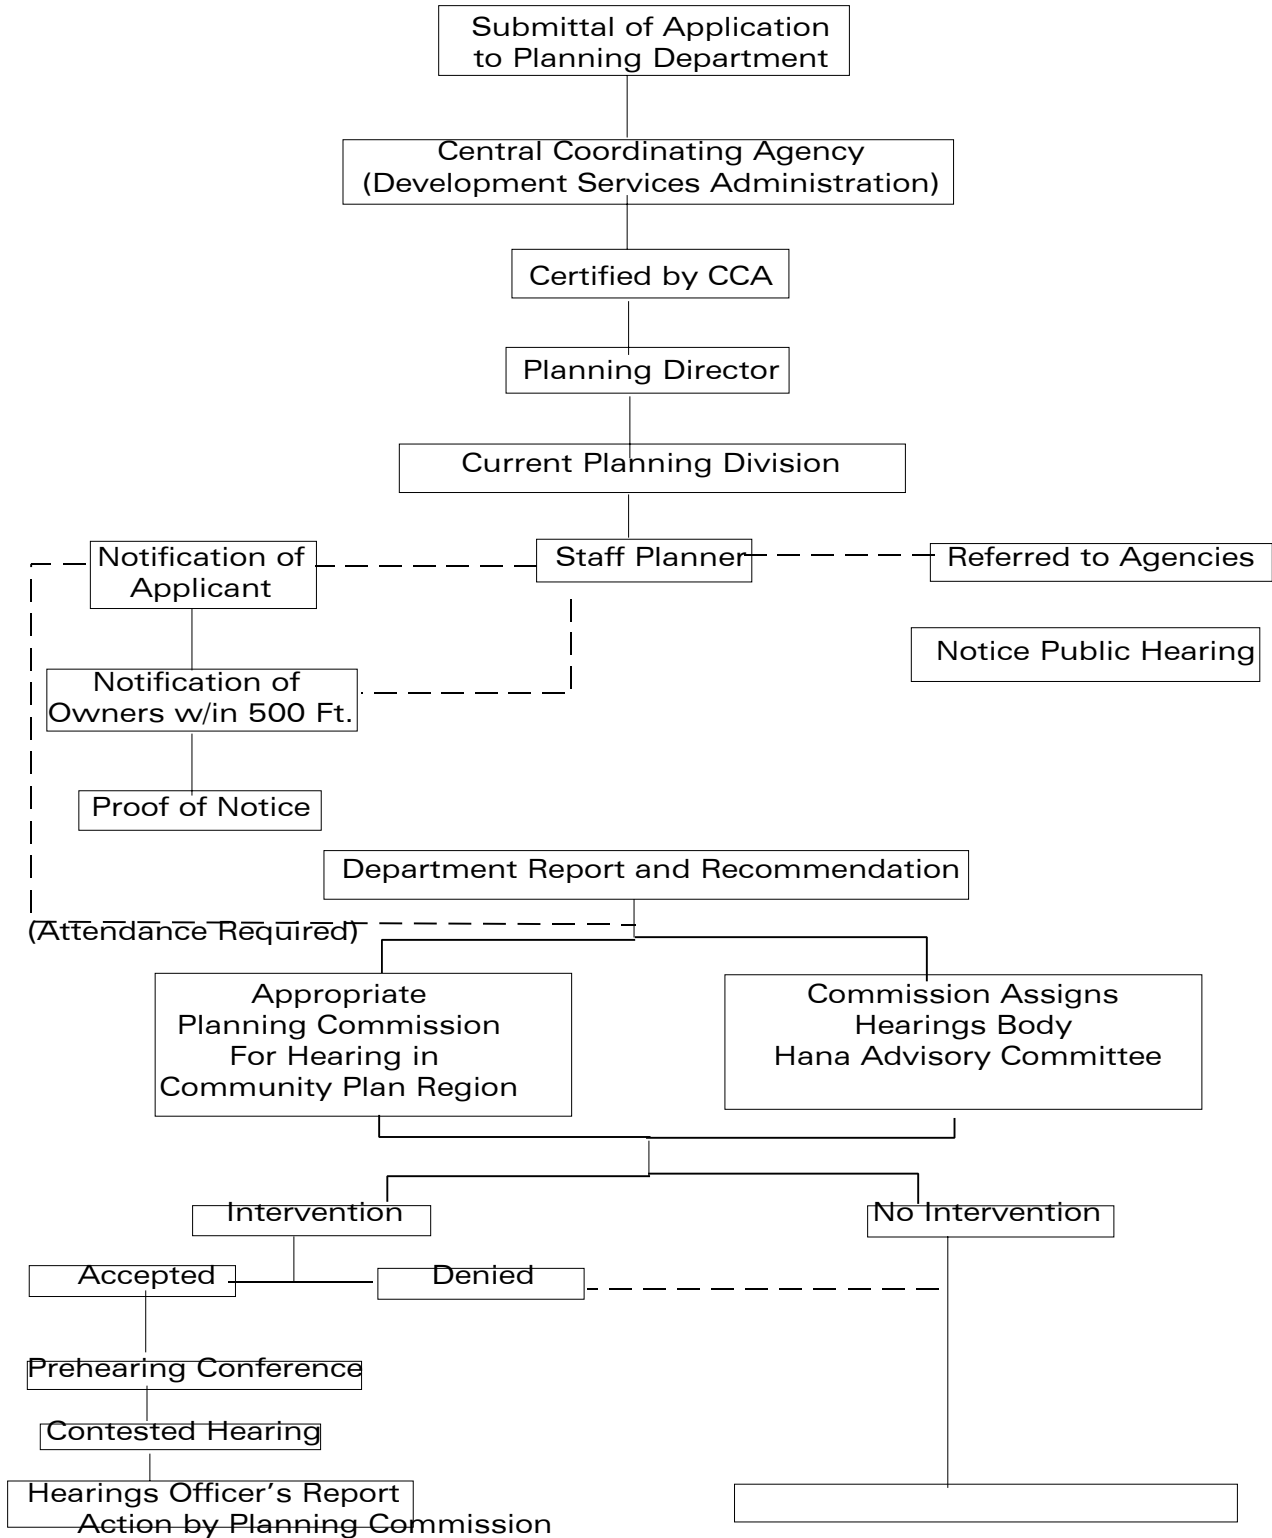 Submittal of Application
to Planning Department
Central Coordinating Agency
(Development Services Administration)
Certified by CCA
Planning Director
Current Planning Division
Notification of
Applicant
Staff Planner
Referred to Agencies
Notice Public Hearing
Notification of
Owners w/in 500 Ft.
Proof of Notice
Department Report and Recommendation
(Attendance Required)
Appropriate
Planning Commission
For Hearing in
Community Plan Region
Commission Assigns
Hearings Body
Hana Advisory Committee
Intervention
No Intervention
Accepted
Denied
Prehearing Conference
Contested Hearing
Hearings Officer’s Report
Action by Planning Commission